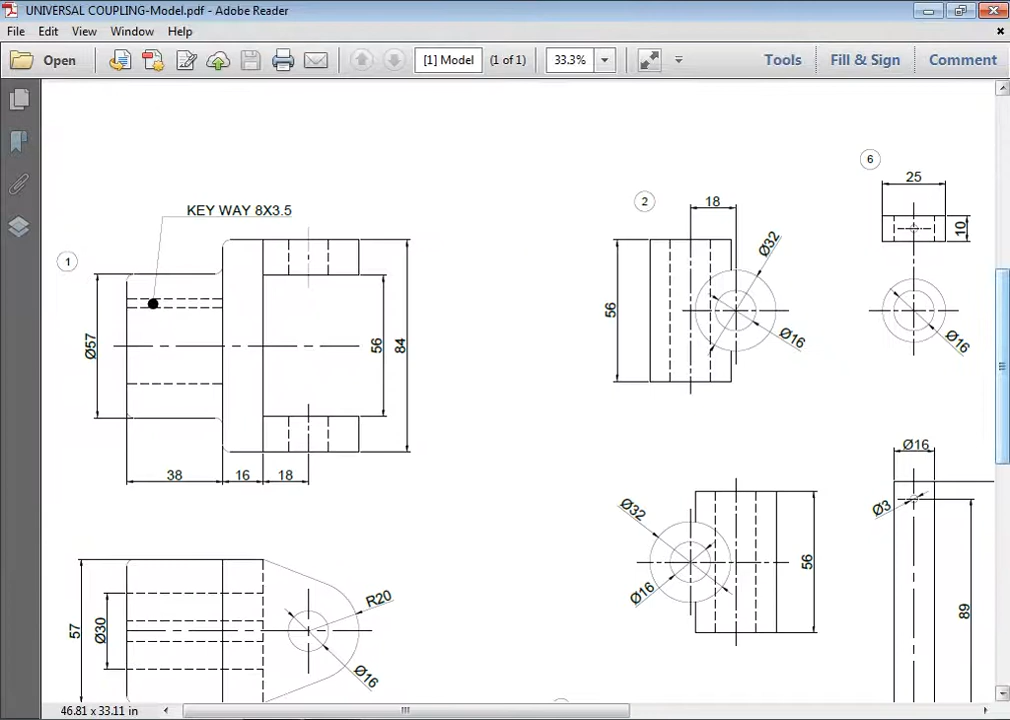 UNIVERSAL COUPLING-Model.pdf - Adobe Reader
File Edit View Window Help
Open [1] Model (1 of 1) 33.3% Tools Fill & Sign Comment
KEY WAY 8X3.5
1
Ø57
56
84
38
16
18
2
18
Ø32
56
Ø16
6
25
10
Ø16
57
Ø30
R20
Ø16
Ø32
Ø16
56
Ø16
Ø3
89
46.81 x 33.11 in